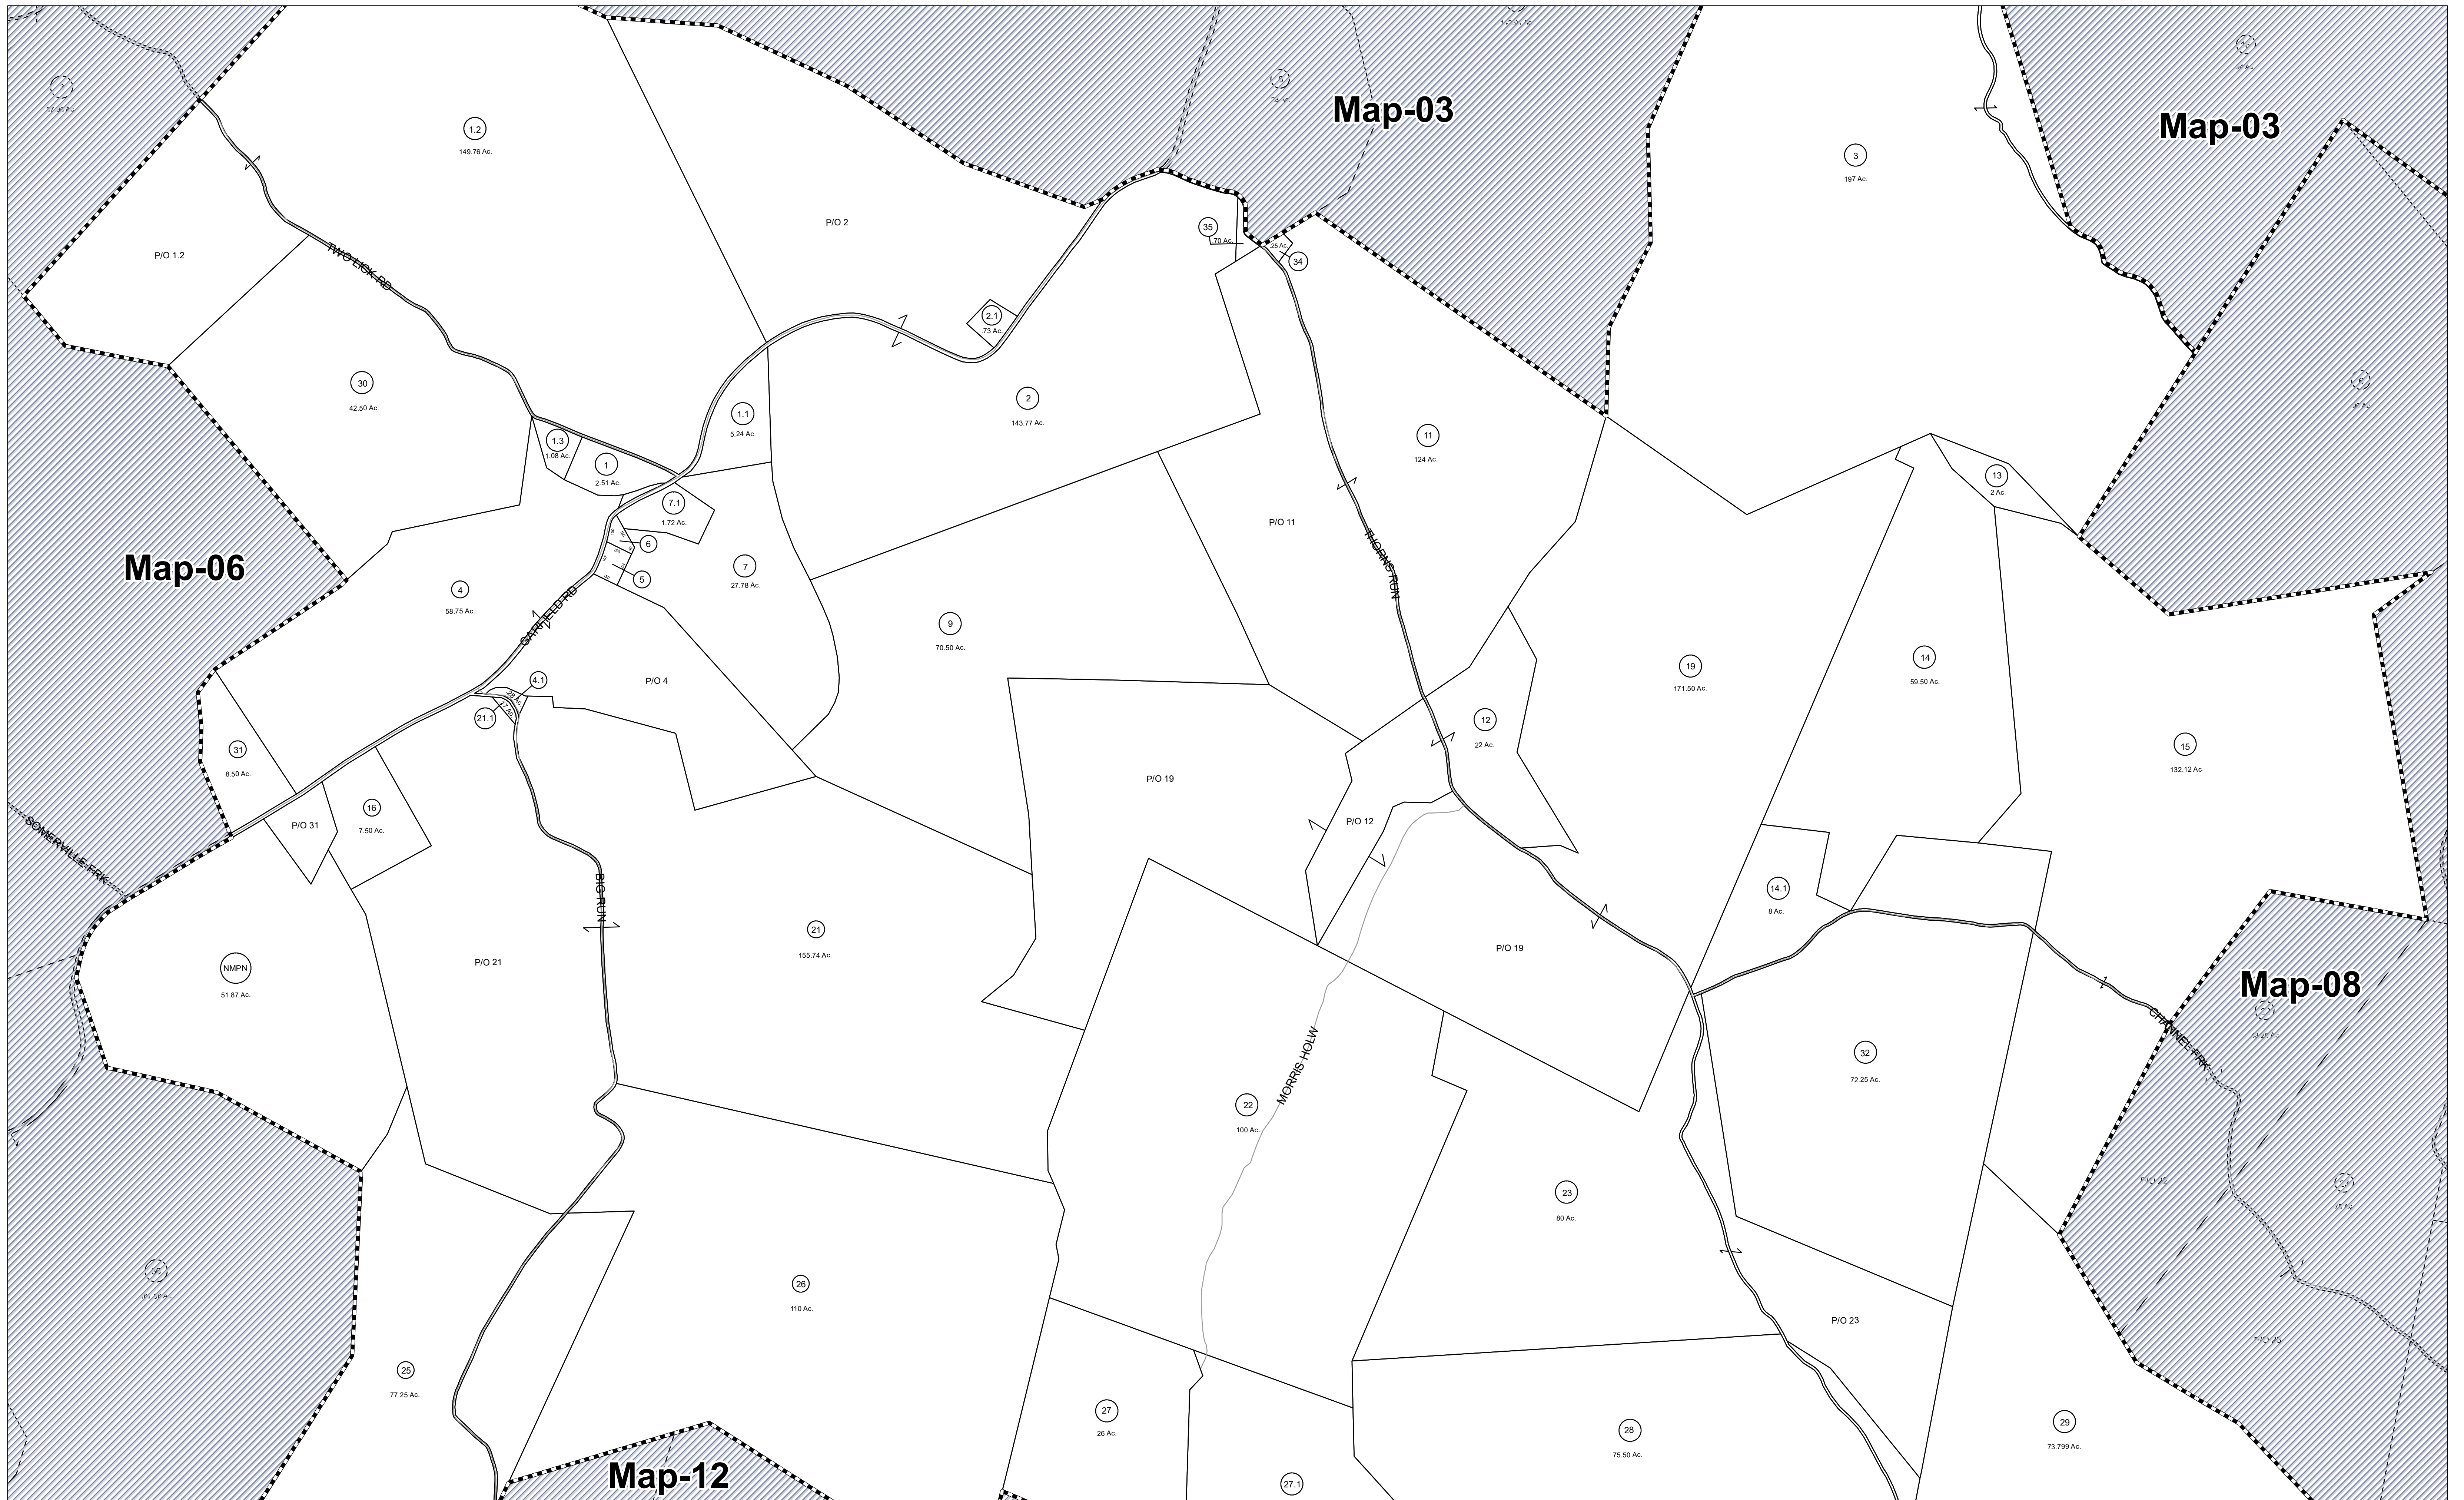 Map-03
Map-03
1.2
149.76 Ac.
3
197 Ac.
P/O 2
35
.70 Ac.
.25 Ac.
34
P/O 1.2
TWO LICK RD
2.1
.73 Ac.
30
42.50 Ac.
2
143.77 Ac.
1.1
5.24 Ac.
11
124 Ac.
1.3
1.08 Ac.
1
2.51 Ac.
13
2 Ac.
7.1
1.72 Ac.
P/O 11
6
THORNS RUN
Map-06
7
27.78 Ac.
5
4
58.75 Ac.
GARFIELD RD
9
70.50 Ac.
14
59.50 Ac.
19
171.50 Ac.
4.1
P/O 4
.28 Ac.
21.1
12
22 Ac.
31
8.50 Ac.
15
132.12 Ac.
P/O 19
16
7.50 Ac.
P/O 31
P/O 12
SOMERVILLE FRK
BIG RUN
14.1
8 Ac.
21
155.74 Ac.
P/O 19
P/O 21
NMPN
51.87 Ac.
Map-08
CHANNEL FRK
32
72.25 Ac.
MORRIS HOLW
22
100 Ac.
23
80 Ac.
26
110 Ac.
P/O 23
25
77.25 Ac.
27
26 Ac.
28
75.50 Ac.
29
73.799 Ac.
Map-12
27.1